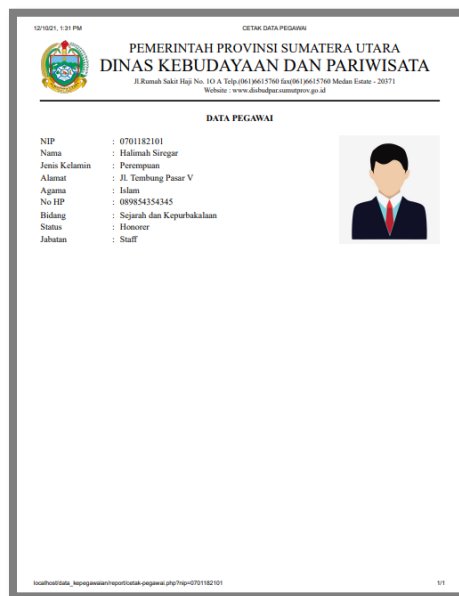 12/10/21, 1:31 PM CETAK DATA PEGAWAI
PEMERINTAH PROVINSI SUMATERA UTARA
DINAS KEBUDAYAAN DAN PARIWISATA
Jl.Rumah Sakit Haji No. 10 A Telp.(061)6615760 fax(061)6615760 Medan Estate - 20371
Website : www.disbudpar.sumutprov.go.id
DATA PEGAWAI
NIP : 0701182101
Nama : Halimah Siregar
Jenis Kelamin : Perempuan
Alamat : Jl. Tembung Pasar V
Agama : Islam
No HP : 089854354345
Bidang : Sejarah dan Kepurbakalaan
Status : Honorer
Jabatan : Staff
localhost/data_kepegawaian/report/cetak-pegawai.php?nip=0701182101 1/1